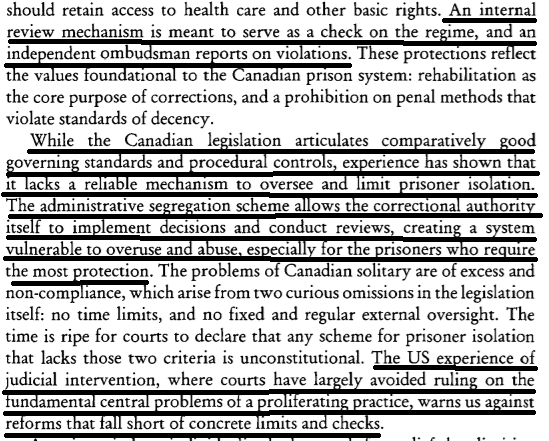 should retain access to health care and other basic rights. An internal
review mechanism is meant to serve as a check on the regime, and an
independent ombudsman reports on violations. These protections reflect
the values foundational to the Canadian prison system: rehabilitation as
the core purpose of corrections, and a prohibition on penal methods that
violate standards of decency.
While the Canadian legislation articulates comparatively good
governing standards and procedural controls, experience has shown that
it lacks a reliable mechanism to oversee and limit prisoner isolation.
The administrative segregation scheme allows the correctional authority
itself to implement decisions and conduct reviews, creating a system
vulnerable to overuse and abuse, especially for the prisoners who require
the most protection. The problems of Canadian solitary are of excess and
non-compliance, which arise from two curious omissions in the legislation
itself: no time limits, and no fixed and regular external oversight. The
time is ripe for courts to declare that any scheme for prisoner isolation
that lacks those two criteria is unconstitutional. The US experience of
judicial intervention, where courts have largely avoided ruling on the
fundamental central problems of a proliferating practice, warns us against
reforms that fall short of concrete limits and checks.